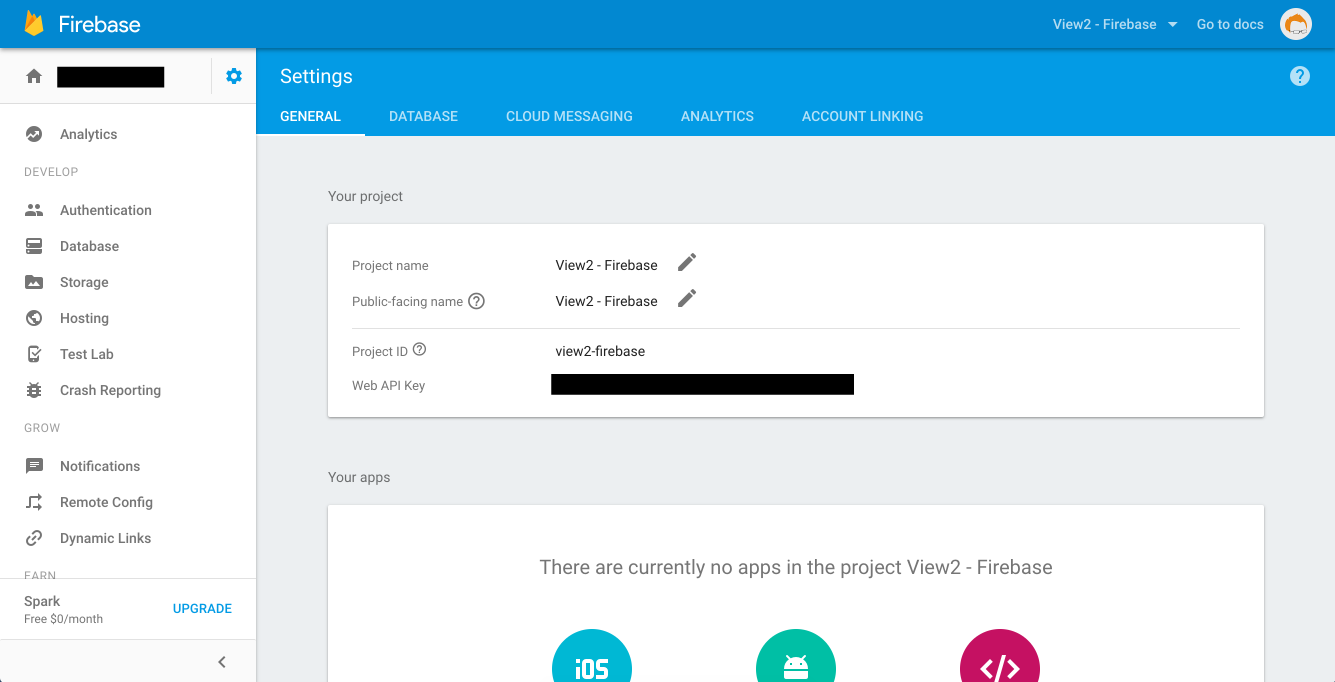 Firebase
View2 - Firebase
Go to docs
Settings
GENERAL
DATABASE
CLOUD MESSAGING
ANALYTICS
ACCOUNT LINKING
Analytics
DEVELOP
Authentication
Database
Storage
Hosting
Test Lab
Crash Reporting
GROW
Notifications
Remote Config
Dynamic Links
EARN
Spark
Free $0/month
UPGRADE
Your project
Project name
View2 - Firebase
Public-facing name
View2 - Firebase
Project ID
view2-firebase
Web API Key
Your apps
There are currently no apps in the project View2 - Firebase
iOS